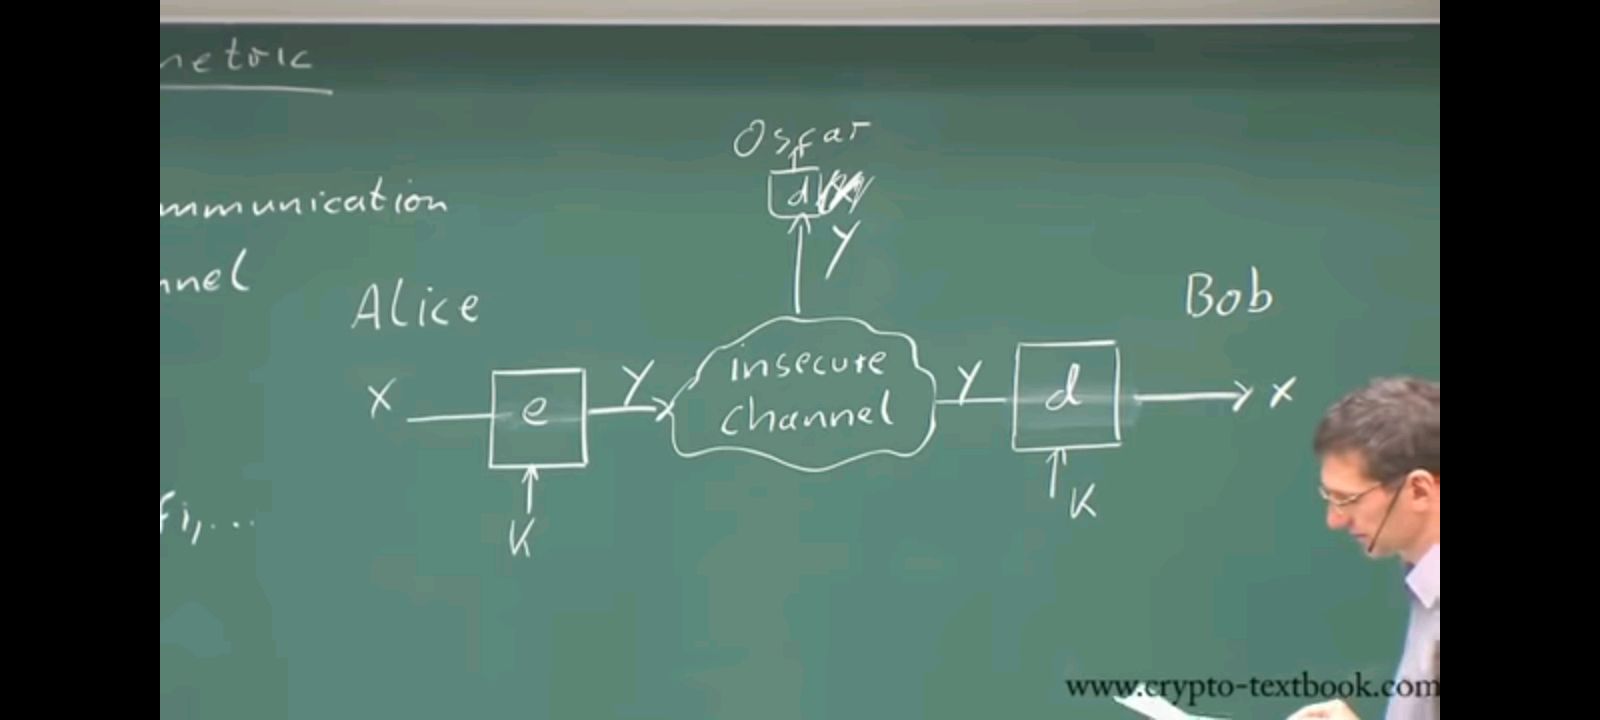 netric
Oscar
d
mmunication
y
nnel
Alice
Bob
insecure
channel
x
e
y
y
d
x
K
K
fi,...
www.crypto-textbook.com